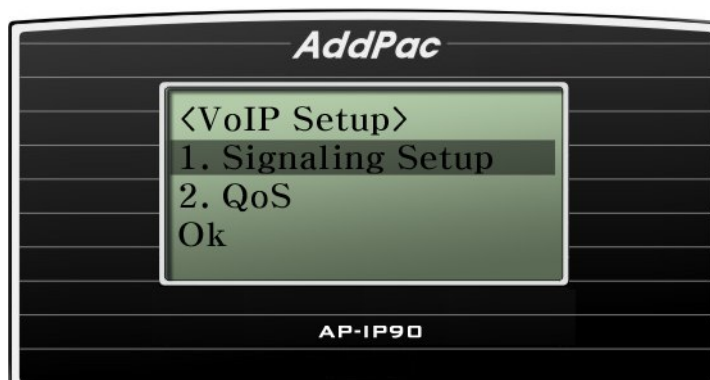 AddPac
<VoIP Setup>
1. Signaling Setup
2. QoS
Ok
AP-IP90